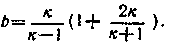 b = κ/(κ−1) (1 + 2κ/(κ+1)).